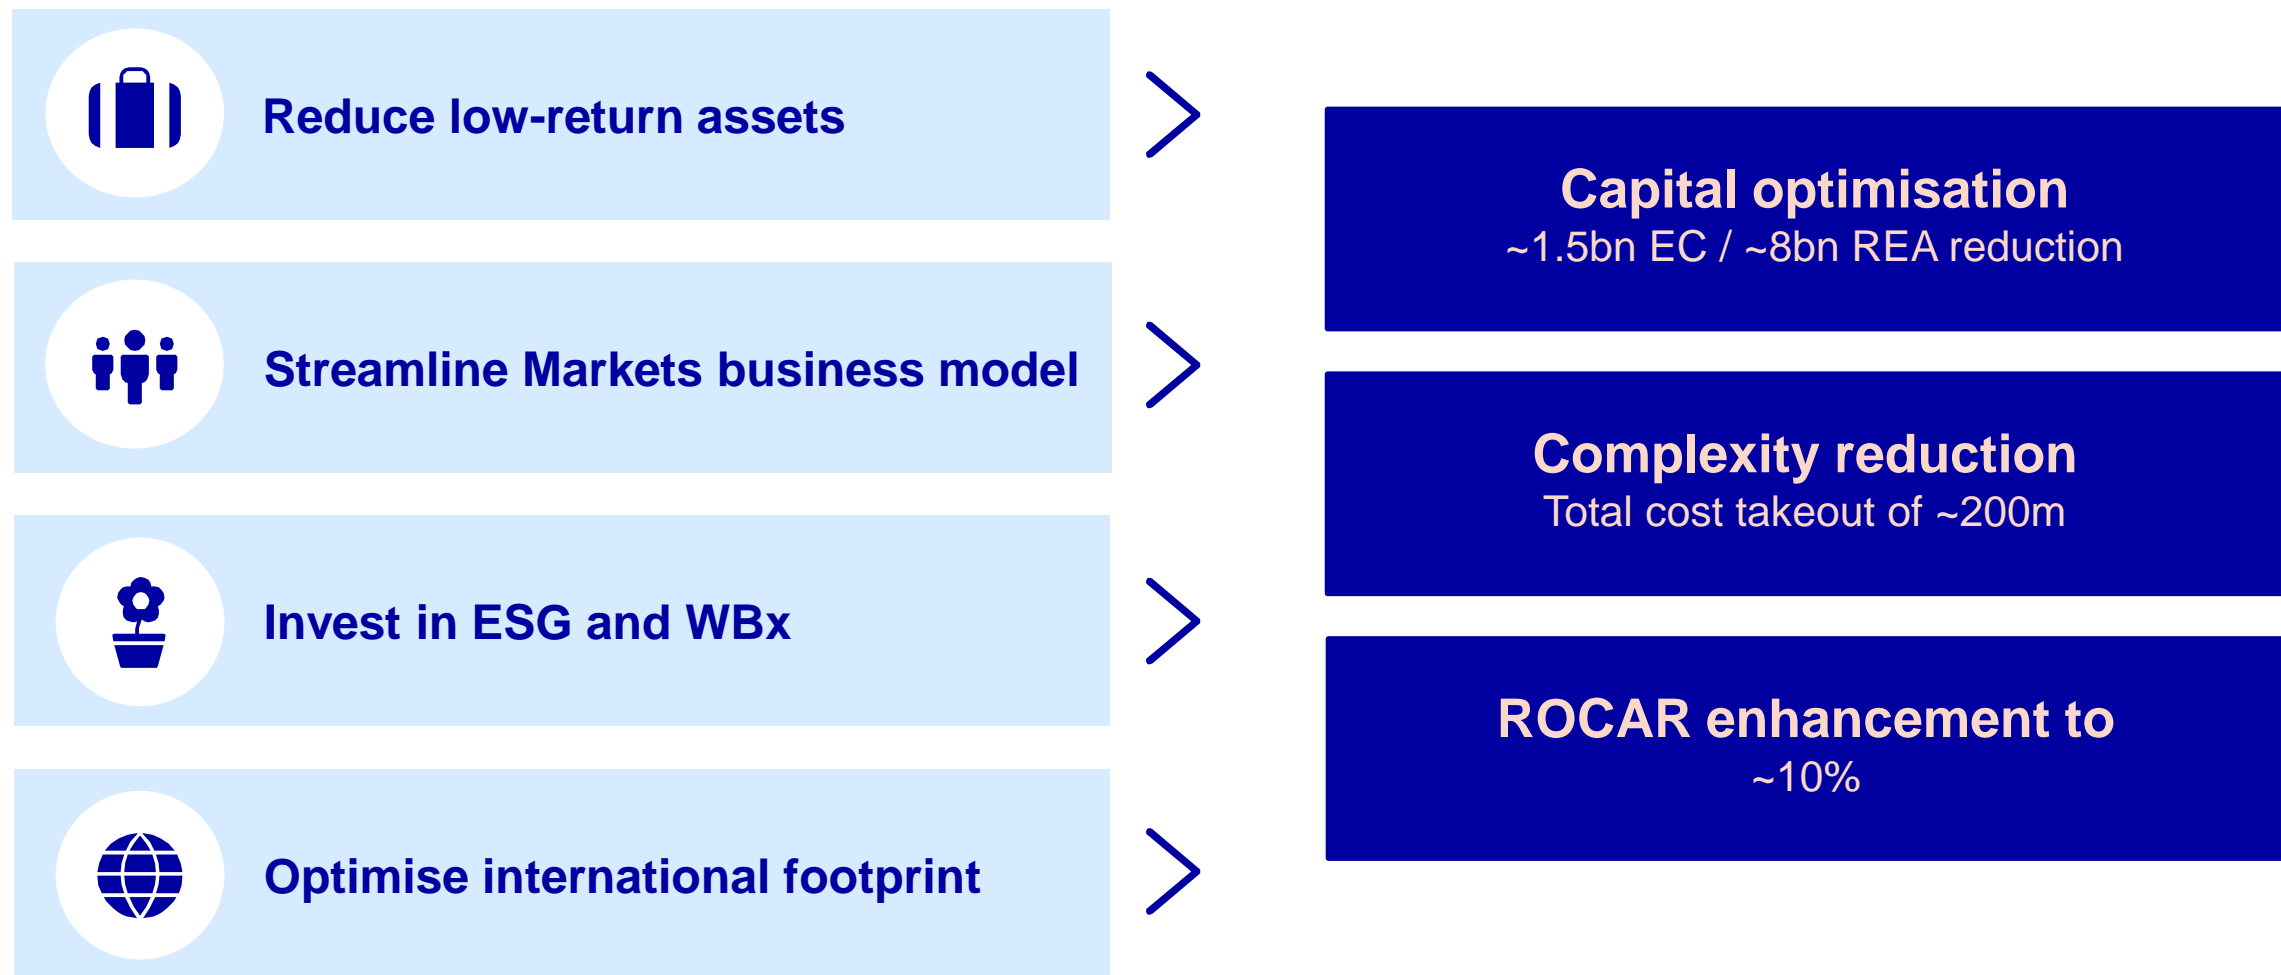 Reduce low-return assets
Streamline Markets business model
Invest in ESG and WBx
Optimise international footprint
Capital optimisation
~1.5bn EC / ~8bn REA reduction
Complexity reduction
Total cost takeout of ~200m
ROCAR enhancement to
~10%